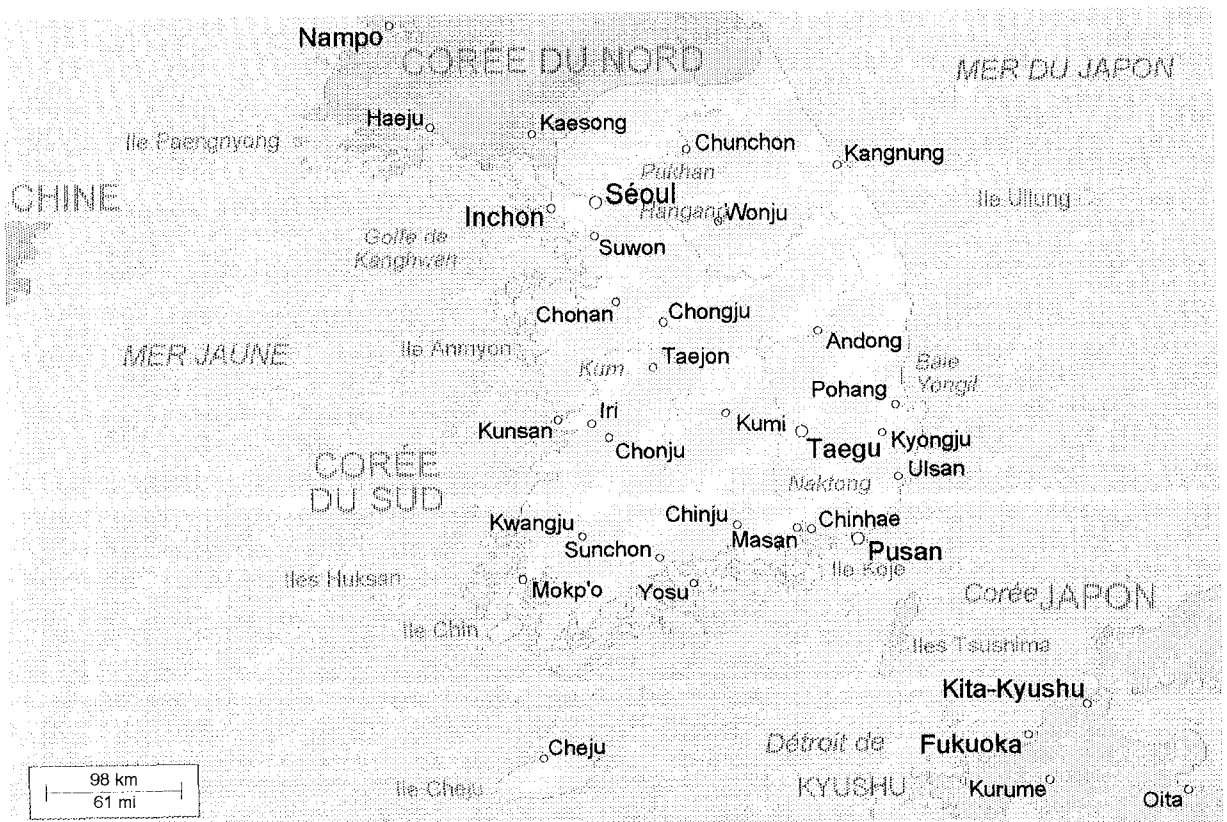 Nampo
CORÉE DU NORD
MER DU JAPON
Haeju
Kaesong
Ile Paengnyong
Chunchon
Kangnung
Pukhan
CHINE
Séoul
Ile Ullung
Inchon
Hangang
Wonju
Golfe de
Kanghwan
Suwon
Chonan
Chongju
Andong
MER JAUNE
Ile Anmyon
Kum
Taejon
Baie
Yongil
Pohang
Kunsan
Iri
Kumi
Chonju
Taegu
Kyongju
CORÉE
DU SUD
Ulsan
Naktong
Kwangju
Chinju
Chinhae
Sunchon
Masan
Pusan
Iles Huksan
Ile Koje
Mokp'o
Yosu
Corée
JAPON
Ile Chin
Iles Tsushima
Kita-Kyushu
Cheju
Détroit de
Fukuoka
98 km
61 mi
Ile Cheju
KYUSHU
Kurume
Oita